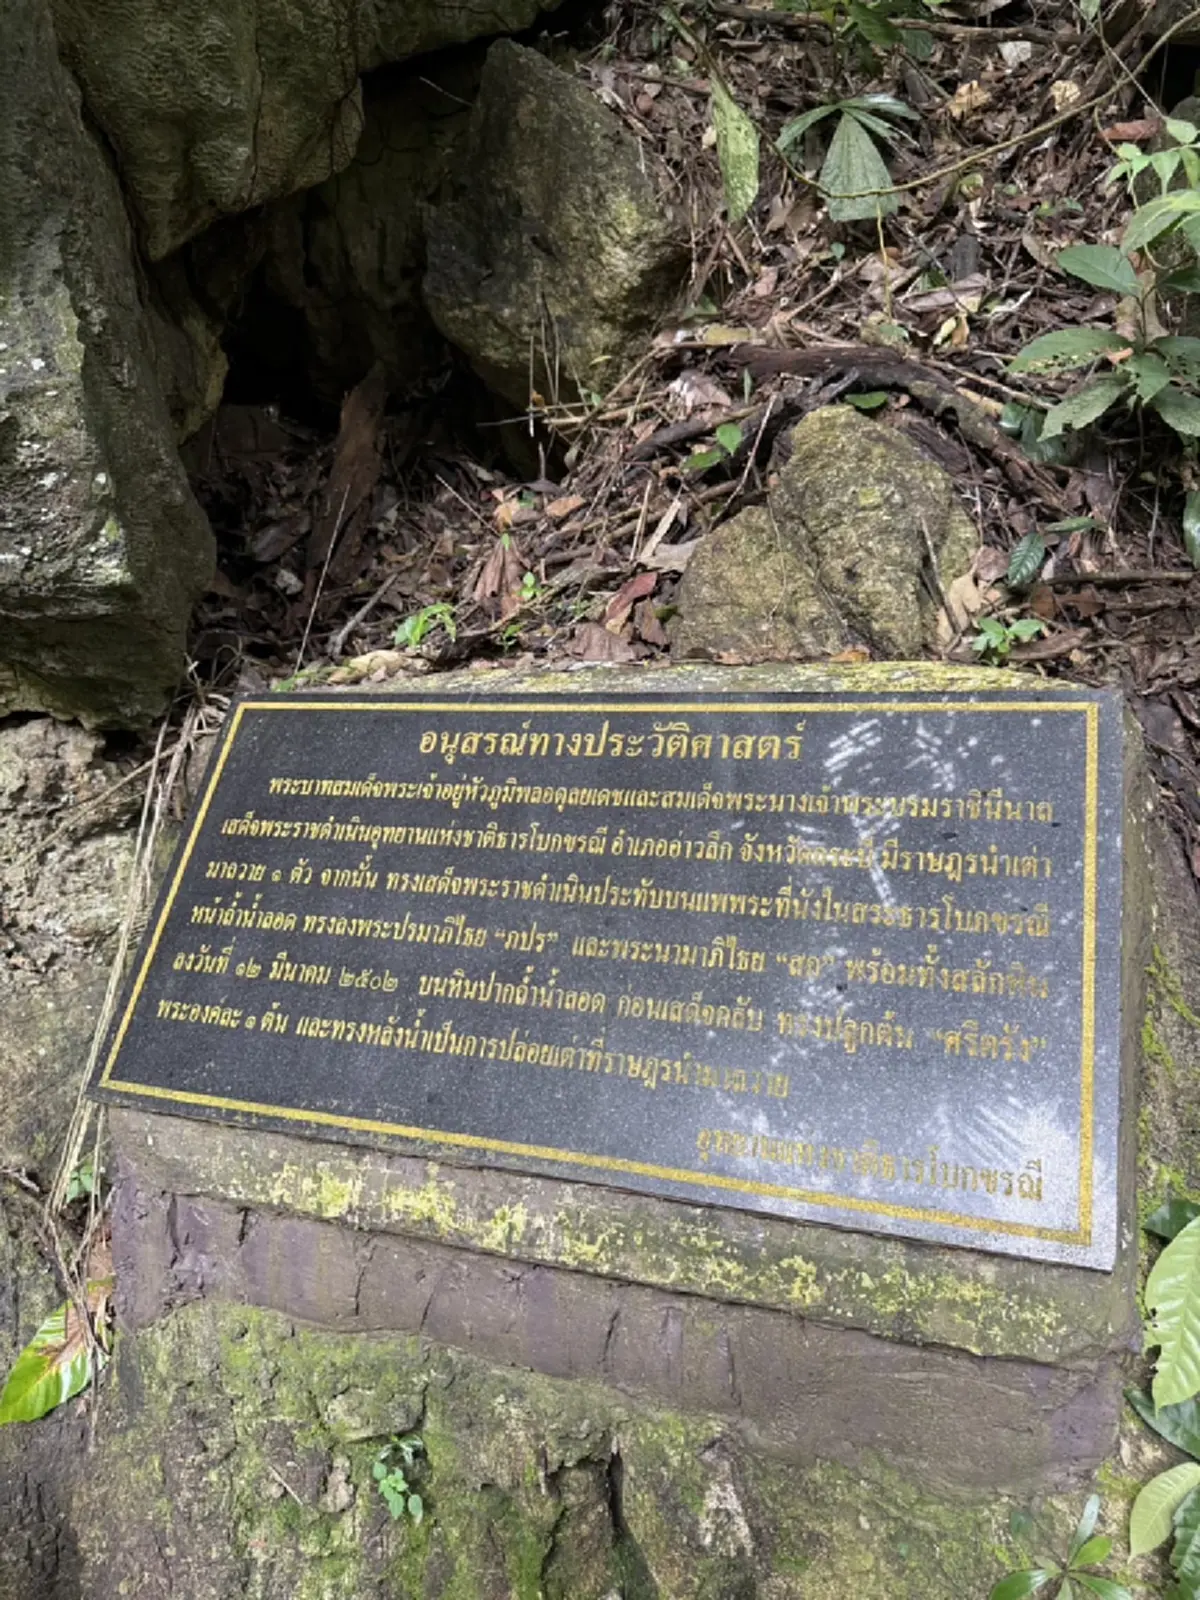 อนุสรณ์ทางประวัติศาสตร์
พระบาทสมเด็จพระเจ้าอยู่หัวภูมิพลอดุลยเดชและสมเด็จพระนางเจ้าพระบรมราชินีนาถ
เสด็จพระราชดำเนินอุทยานแห่งชาติธารโบกขรณี อำเภออ่าวลึก จังหวัดกระบี่ มีราษฎรนำเต่า
มาถวาย ๑ ตัว จากนั้น ทรงเสด็จพระราชดำเนินประทับบนแพพระที่นั่งในสระธารโบกขรณี
หน้าถ้ำน้ำลอด ทรงลงพระปรมาภิไธย “ภปร” และพระนามาภิไธย “สก” พร้อมทั้งสลักหิน
ลงวันที่ ๑๒ มีนาคม ๒๕๐๒ บนหินปากถ้ำน้ำลอด ก่อนเสด็จกลับ ทรงปลูกต้น “ศรีตรัง”
พระองค์ละ ๑ ต้น และทรงหลั่งน้ำเป็นการปล่อยเต่าที่ราษฎรนำมาถวาย
อุทยานแห่งชาติธารโบกขรณี